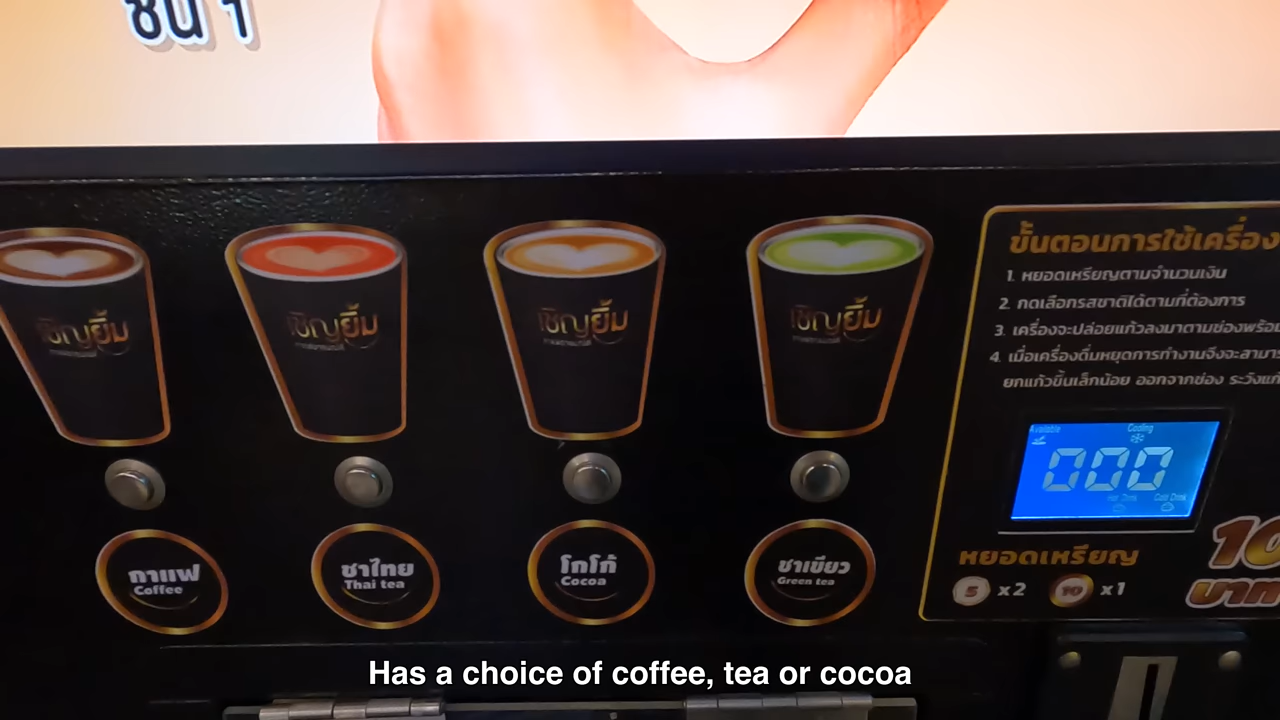 ชั้น 1
เชิญยิ้ม
เชิญยิ้ม
เชิญยิ้ม
เชิญยิ้ม
กาแฟ
Coffee
ชาไทย
Thai tea
โกโก้
Cocoa
ชาเขียว
Green tea
ขั้นตอนการใช้เครื่อง
1. หยอดเหรียญตามจำนวนเงิน
2. กดเลือกรสชาติได้ตามที่ต้องการ
3. เครื่องจะปล่อยแก้วลงมาตามช่องพร้อม
4. เมื่อเครื่องดื่มหยุดการทำงานจึงจะสามาร
ยกแก้วขึ้นเล็กน้อย ออกจากช่อง ระวังแก้
Available Cooling
000
Hot Drink Cold Drink
หยอดเหรียญ
5 x2 10 x1
10
บาท
Has a choice of coffee, tea or cocoa